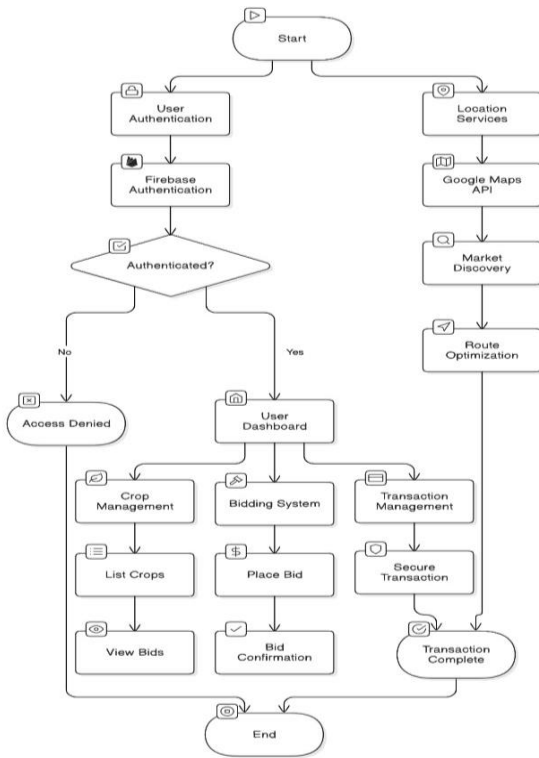 Start
User
Authentication
Location
Services
Firebase
Authentication
Google Maps
API
Authenticated?
Market
Discovery
No
Yes
Route
Optimization
Access Denied
User
Dashboard
Crop
Management
Bidding System
Transaction
Management
List Crops
Place Bid
$
Secure
Transaction
View Bids
Bid
Confirmation
Transaction
Complete
End